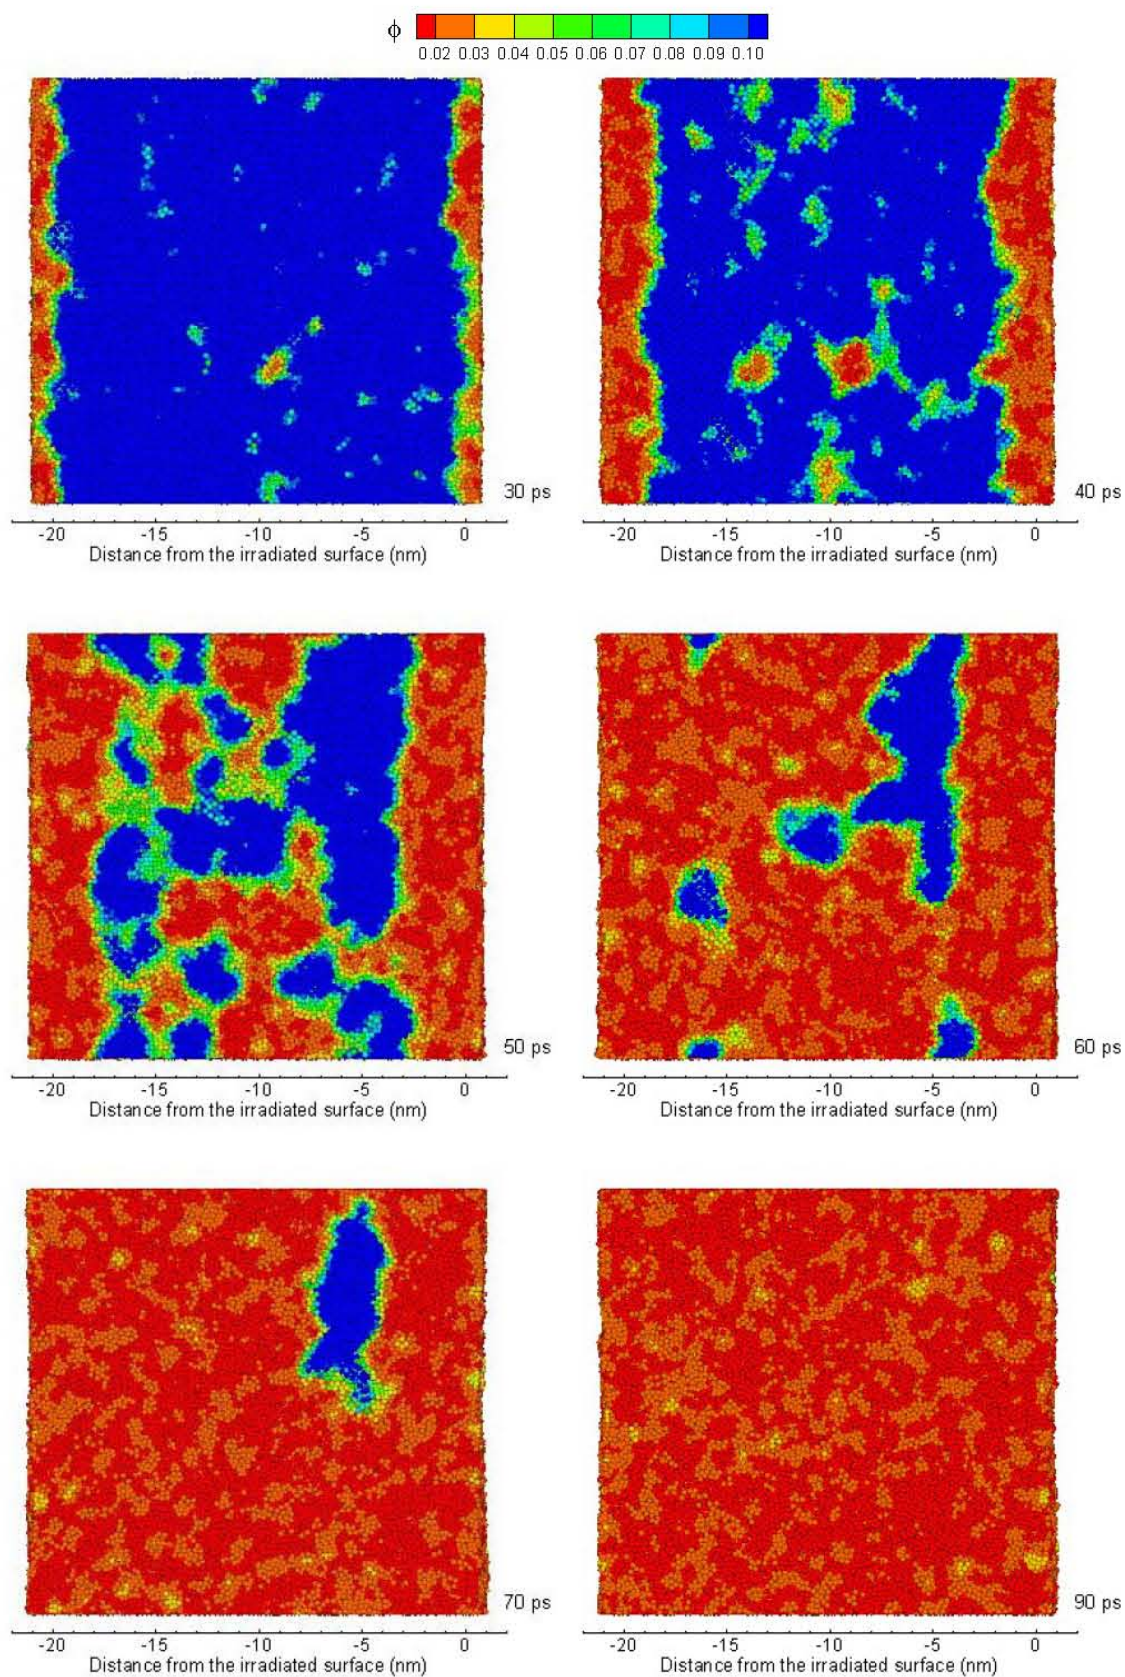 ϕ
0.02 0.03 0.04 0.05 0.06 0.07 0.08 0.09 0.10
30 ps
40 ps
-20 -15 -10 -5 0
-20 -15 -10 -5 0
Distance from the irradiated surface (nm)
Distance from the irradiated surface (nm)
50 ps
60 ps
-20 -15 -10 -5 0
-20 -15 -10 -5 0
Distance from the irradiated surface (nm)
Distance from the irradiated surface (nm)
70 ps
90 ps
-20 -15 -10 -5 0
-20 -15 -10 -5 0
Distance from the irradiated surface (nm)
Distance from the irradiated surface (nm)